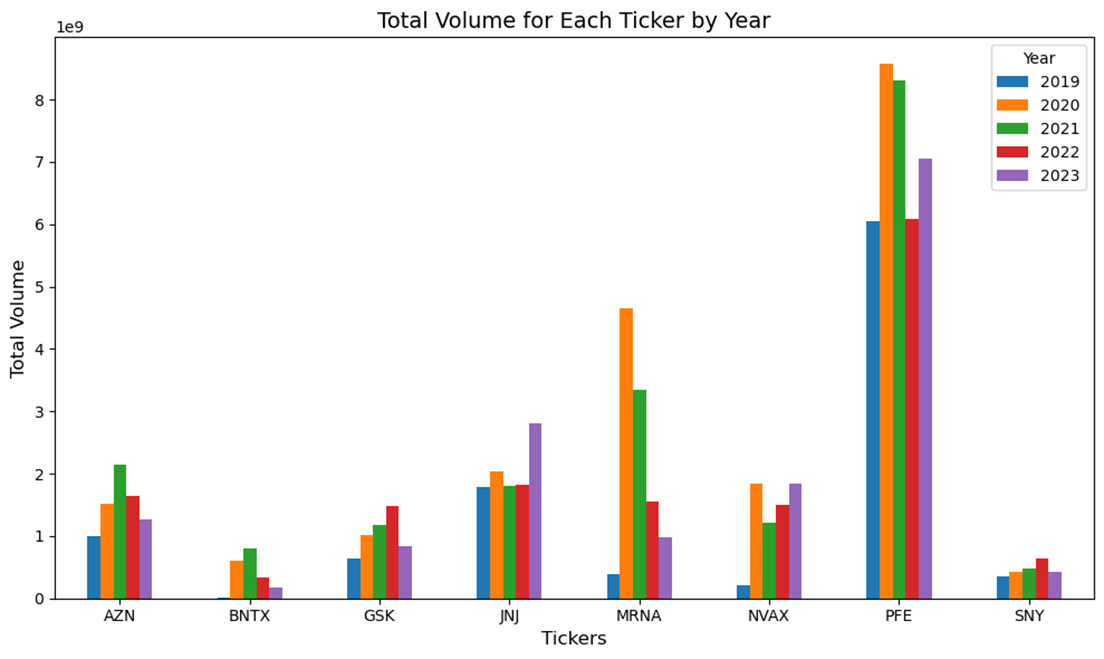 Total Volume for Each Ticker by Year
1e9
Year
2019
2020
2021
2022
2023
8
7
6
5
4
3
2
1
0
Total Volume
AZN BNTX GSK JNJ MRNA NVAX PFE SNY
Tickers